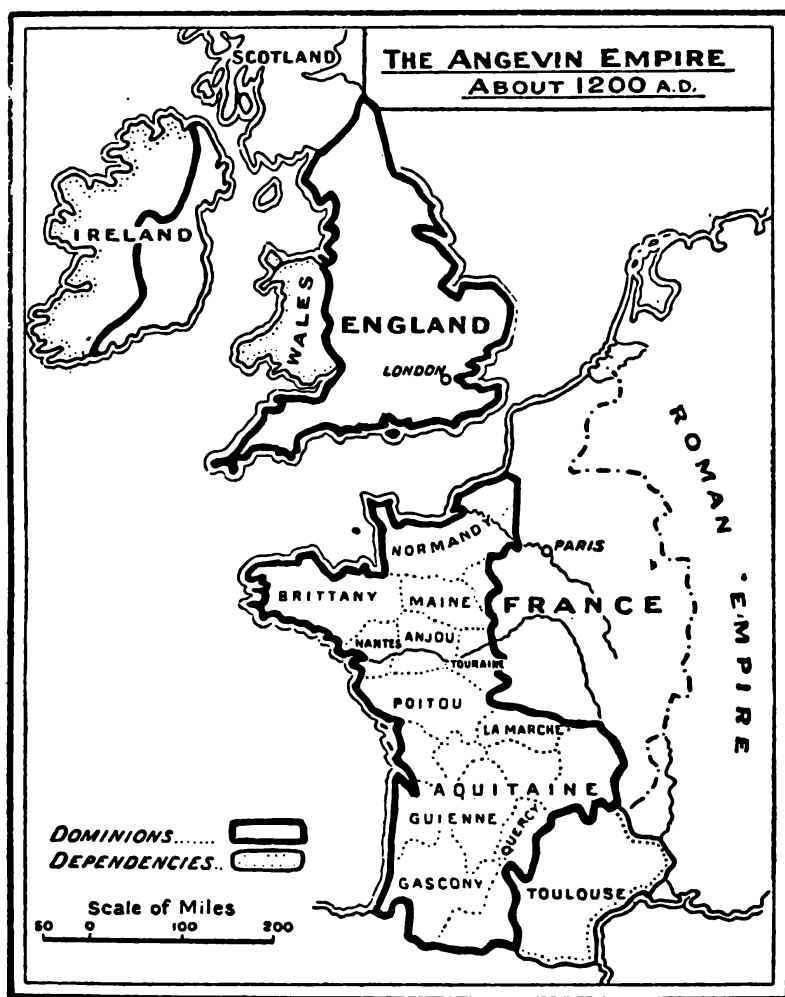 THE ANGEVIN EMPIRE
ABOUT 1200 A.D.
SCOTLAND
IRELAND
WALES
ENGLAND
LONDON
ROMAN EMPIRE
NORMANDY
PARIS
BRITTANY
MAINE
FRANCE
NANTES
ANJOU
TOURAINE
POITOU
LA MARCHE
AQUITAINE
GUIENNE
QUERCY
GASCONY
TOULOUSE
DOMINIONS.....
DEPENDENCIES..
Scale of Miles
50 0 100 200